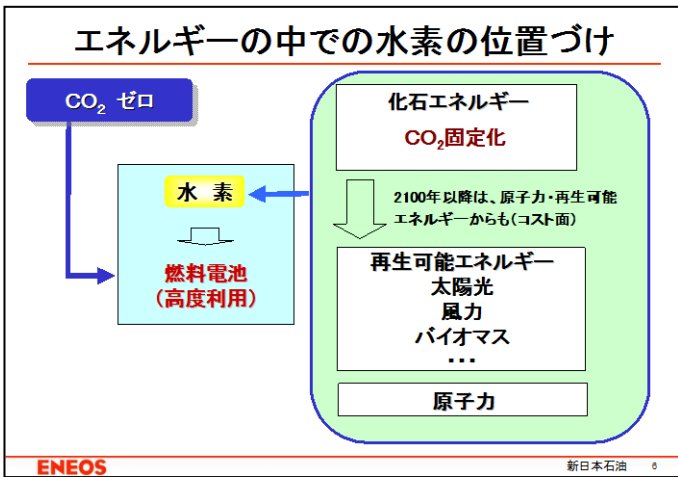 エネルギーの中での水素の位置づけ
CO₂ ゼロ
水 素
燃料電池
(高度利用)
化石エネルギー
CO₂固定化
2100年以降は、原子力・再生可能
エネルギーからも(コスト面)
再生可能エネルギー
太陽光
風力
バイオマス
・・・
原子力
ENEOS
新日本石油 6